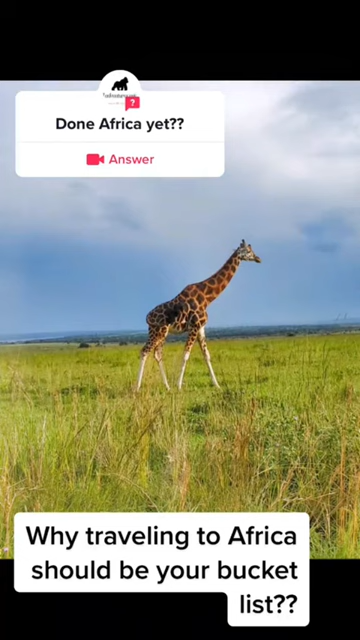 Done Africa yet??
Answer
Why traveling to Africa
should be your bucket
list??